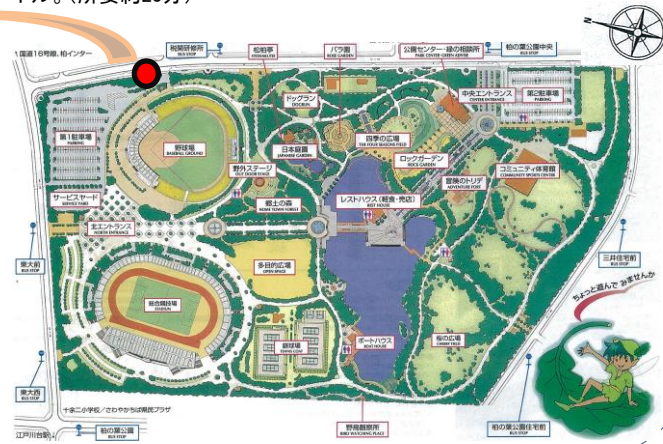 国道16号線、柏インター
税関研修所
BUS STOP
松柏亭
バラ園
ROSE GARDEN
公園センター・緑の相談所
柏の葉公園中央
BUS STOP
ドッグラン
DOGRUN
中央エントランス
CENTER ENTRANCE
第2駐車場
PARKING
第1駐車場
PARKING
野球場
BASEBALL GROUND
日本庭園
JAPANESE GARDEN
四季の広場
THE FOUR SEASONS FIELD
野外ステージ
OUT DOOR STAGE
ロックガーデン
ROCK GARDEN
冒険のトリデ
ADVENTURE FORT
コミュニティ体育館
COMMUNITY SPORTS CENTER
サービスヤード
SERVICE YARD
郷土の森
HOME TOWN FOREST
レストハウス(軽食・売店)
REST HOUSE
北エントランス
NORTH ENTRANCE
東大前
BUS STOP
三井住宅前
BUS STOP
多目的広場
OPEN SPACE
総合競技場
STADIUM
ちょっと遊んで みませんか
庭球場
TENNIS COAT
ボートハウス
BOAT HOUSE
桜の広場
CHERRY FIELD
東大西
BUS STOP
十余二小学校/さわやかちば県民プラザ
野鳥観察所
BIRD WATCHING PLACE
江戸川台駅
柏の葉公園
BUS STOP
柏の葉公園住宅前
BUS STOP